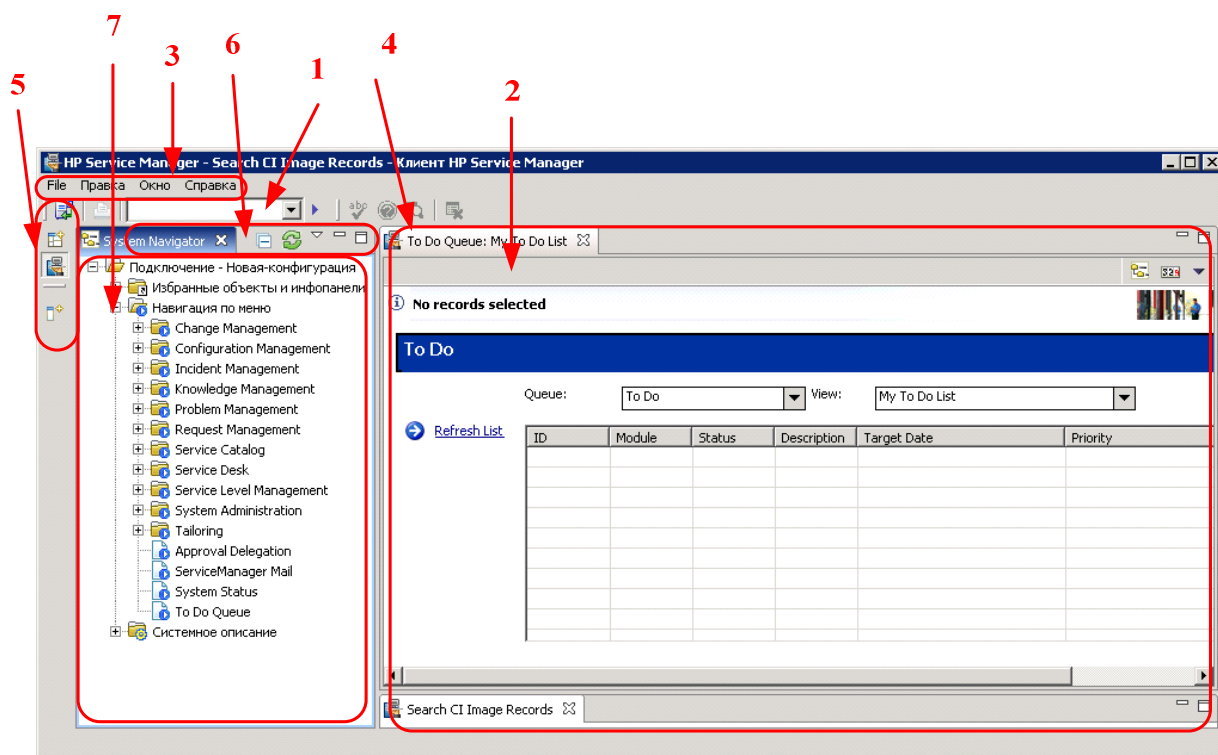 7
3
6
4
1
5
2
HP Service Manager - Search CI Image Records - Клиент HP Service Manager
File Правка Окно Справка
abc
System Navigator
To Do Queue: My To Do List
Подключение - Новая-конфигурация
Избранные объекты и инфопанели
No records selected
Навигация по меню
Change Management
Configuration Management
To Do
Incident Management
Knowledge Management
Queue: To Do View: My To Do List
Problem Management
Request Management
Refresh List
ID Module Status Description Target Date Priority
Service Catalog
Service Desk
Service Level Management
System Administration
Tailoring
Approval Delegation
ServiceManager Mail
System Status
To Do Queue
Системное описание
Search CI Image Records